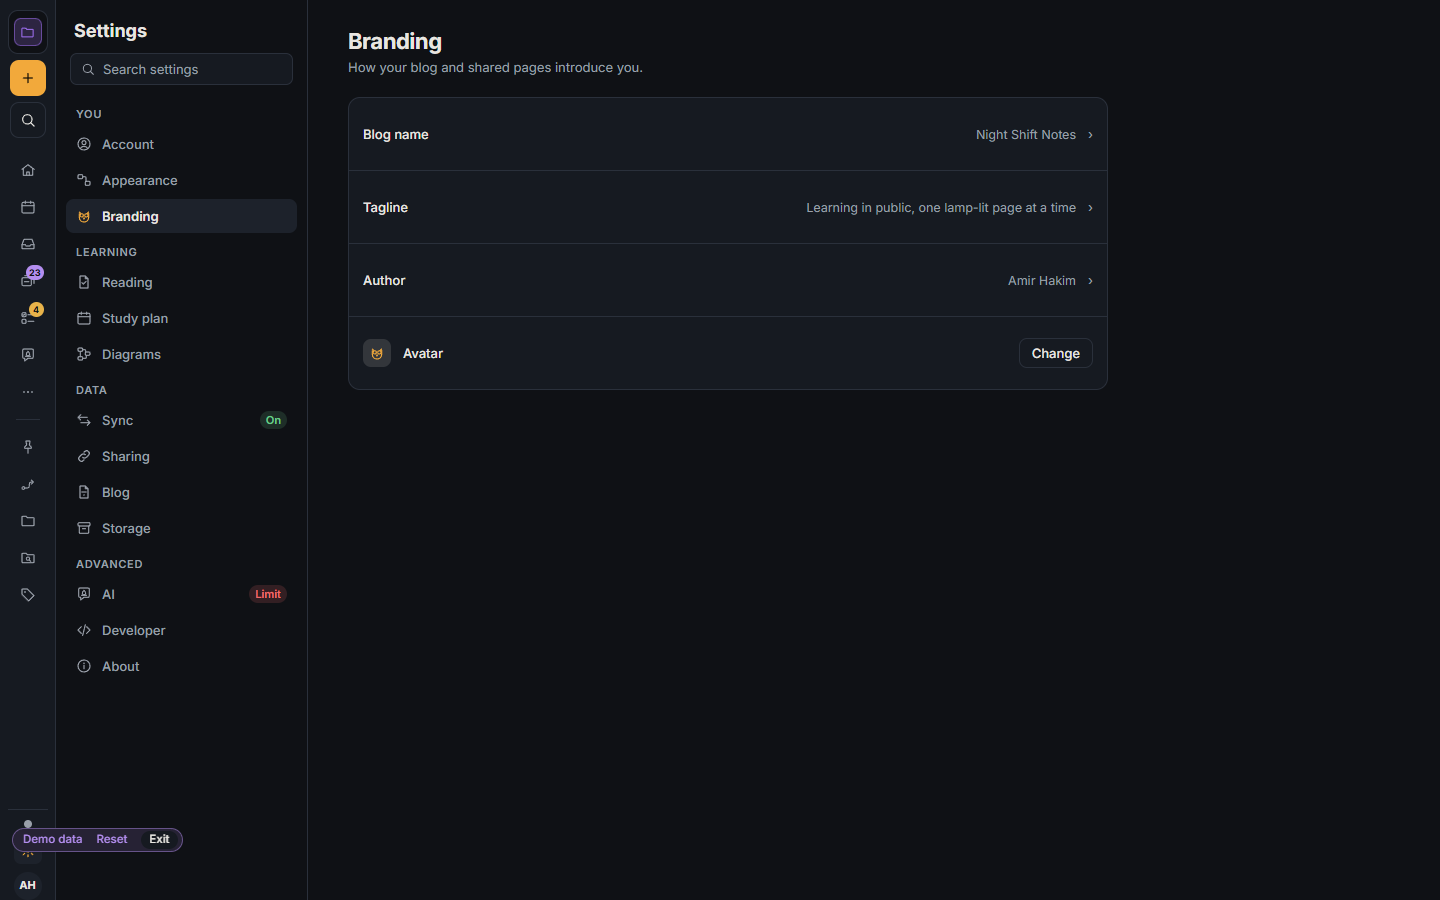 Settings
Search settings
YOU
Account
Appearance
Branding
LEARNING
Reading
Study plan
Diagrams
DATA
Sync
On
Sharing
Blog
Storage
ADVANCED
AI
Limit
Developer
About
23
4
Demo data Reset Exit
AH
Branding
How your blog and shared pages introduce you.
Blog name
Night Shift Notes
Tagline
Learning in public, one lamp-lit page at a time
Author
Amir Hakim
Avatar
Change